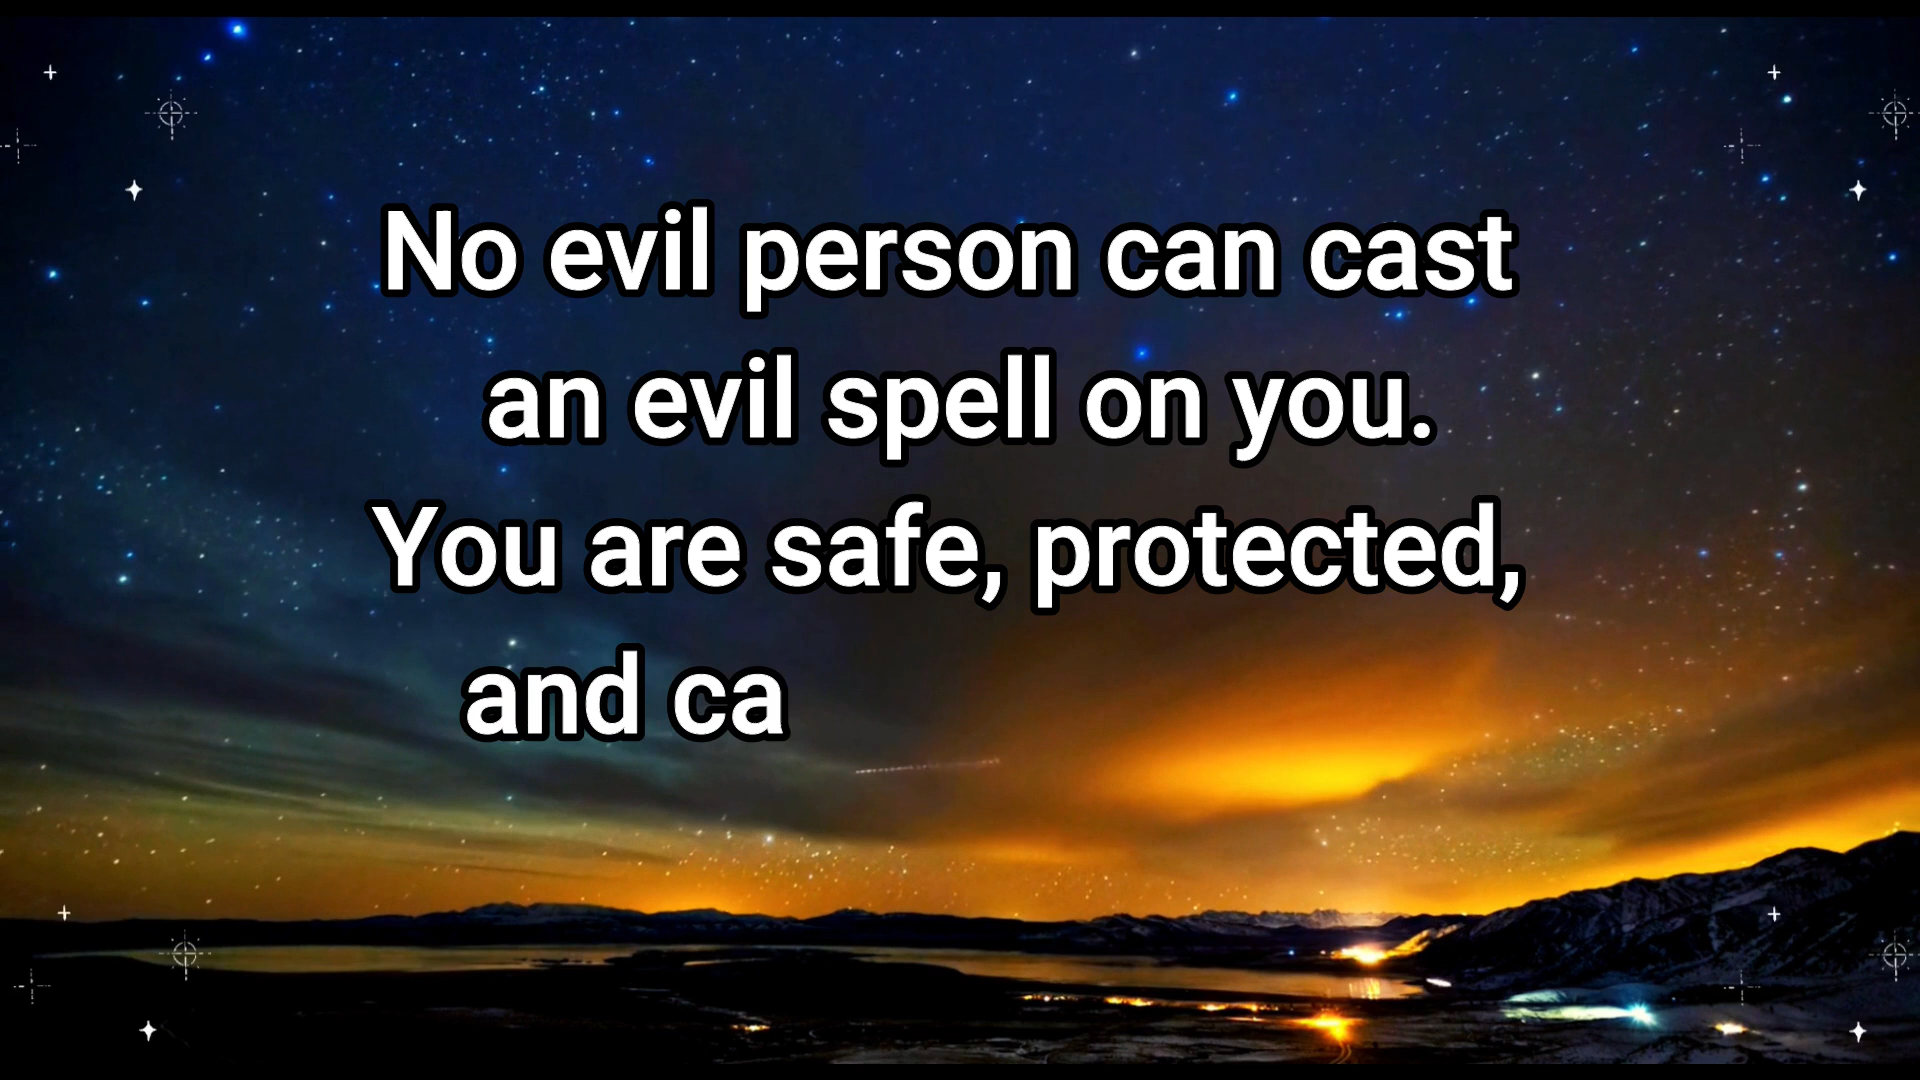 No evil person can cast
an evil spell on you.
You are safe, protected,
and ca